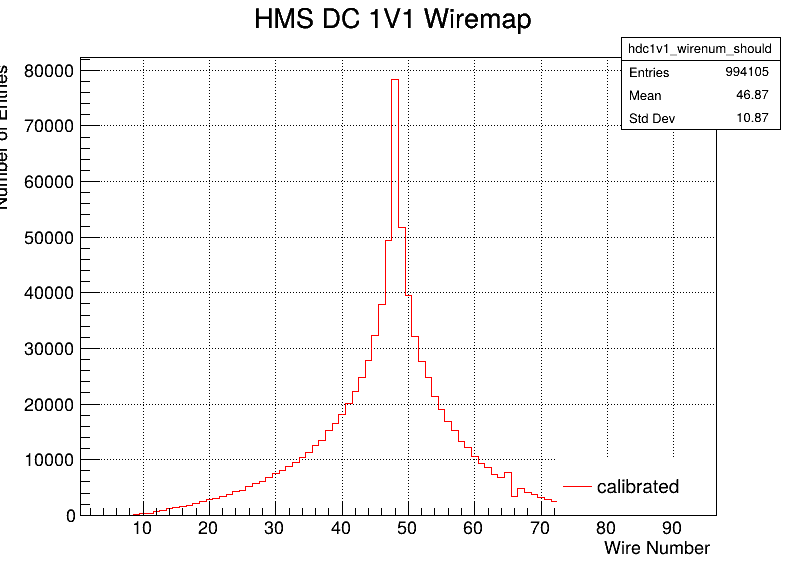 HMS DC 1V1 Wiremap
hdc1v1_wirenum_should
Entries 994105
Mean 46.87
Std Dev 10.87
Number of Entries
80000
70000
60000
50000
40000
30000
20000
10000
0
calibrated
10 20 30 40 50 60 70 80 90
Wire Number